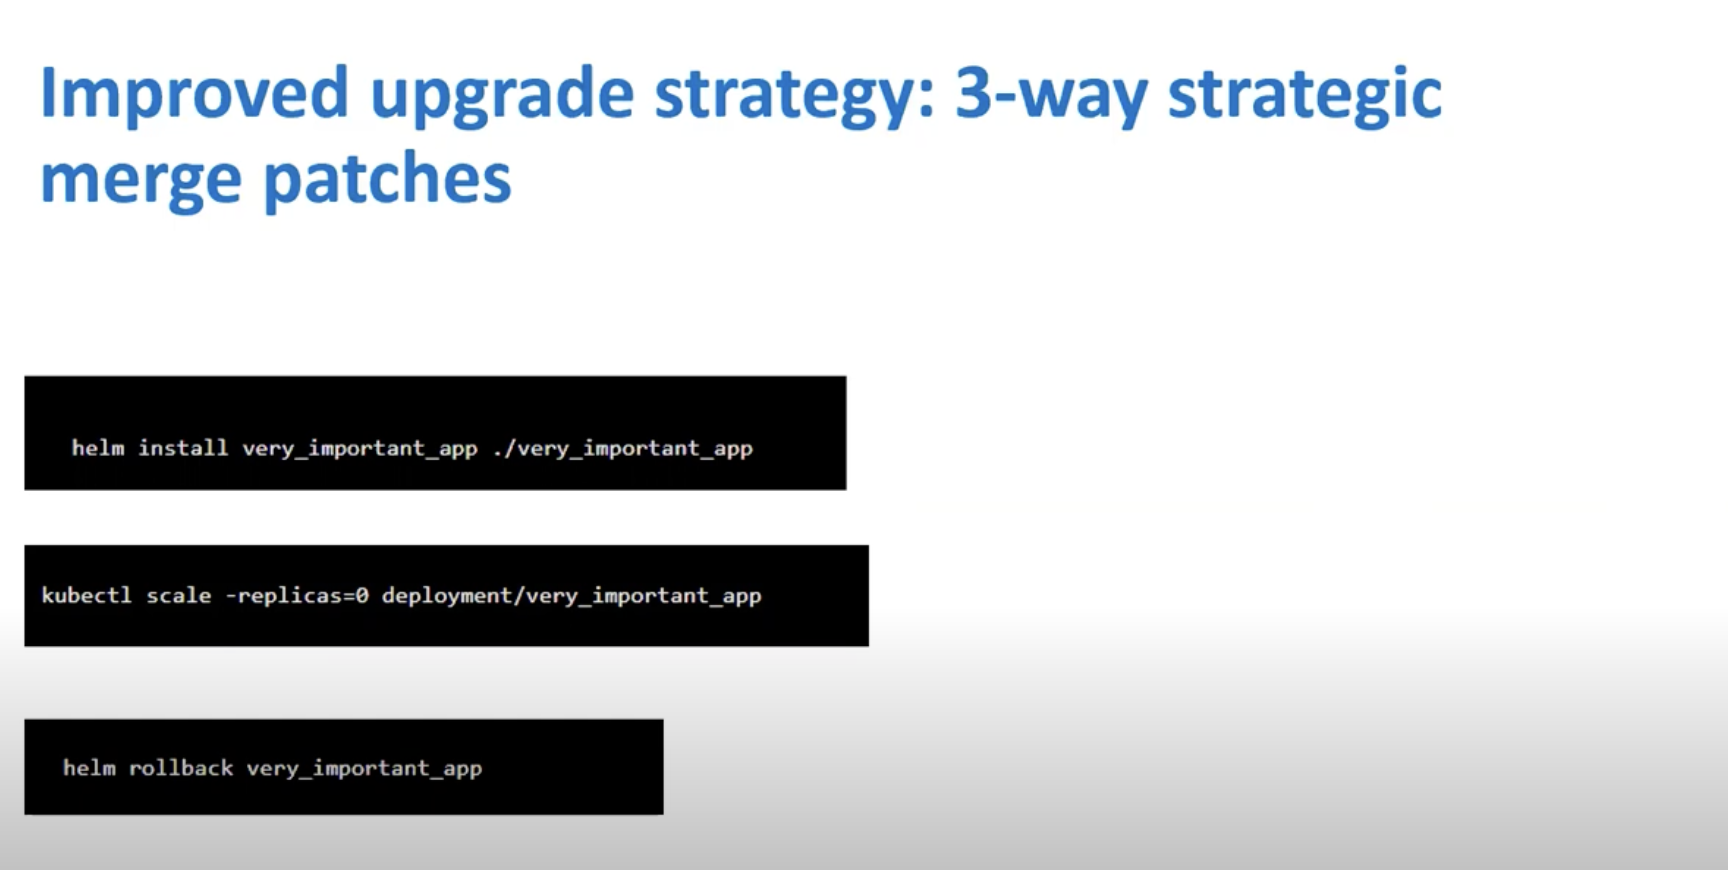 Improved upgrade strategy: 3-way strategic
merge patches
helm install very_important_app ./very_important_app
kubectl scale -replicas=0 deployment/very_important_app
helm rollback very_important_app